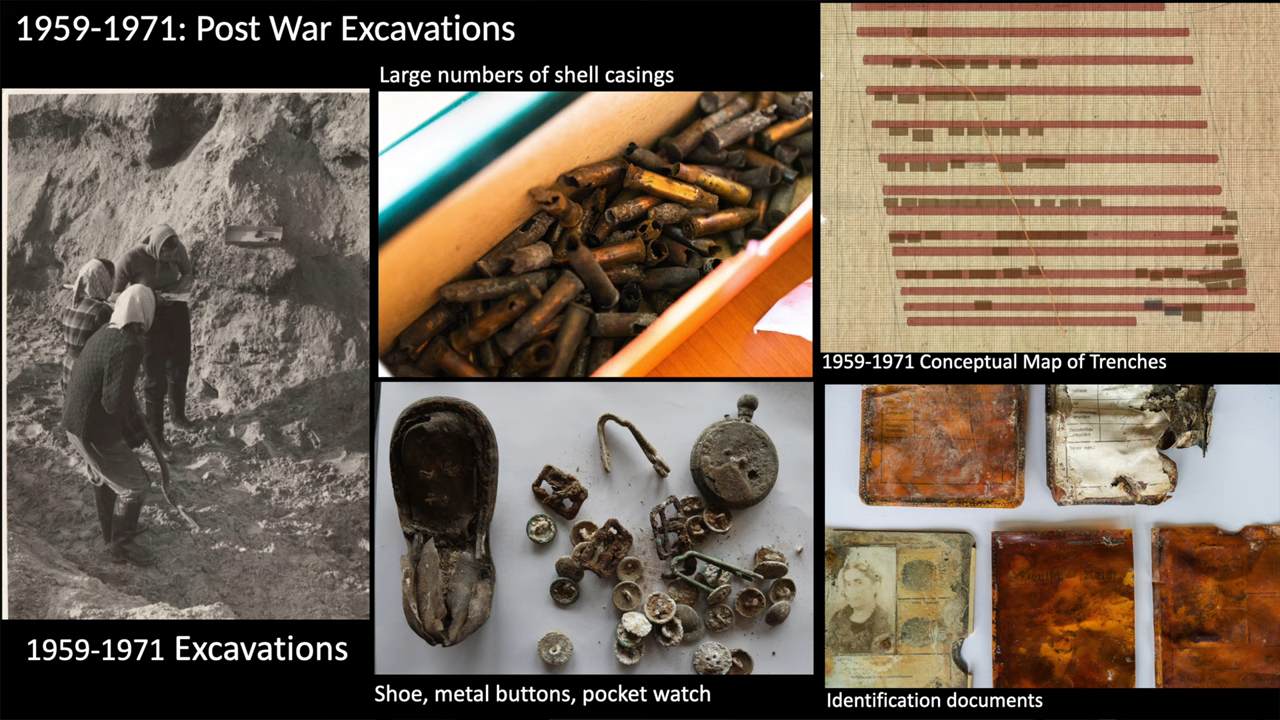 1959-1971: Post War Excavations
Large numbers of shell casings
1959-1971 Conceptual Map of Trenches
1959-1971 Excavations
Shoe, metal buttons, pocket watch
Identification documents